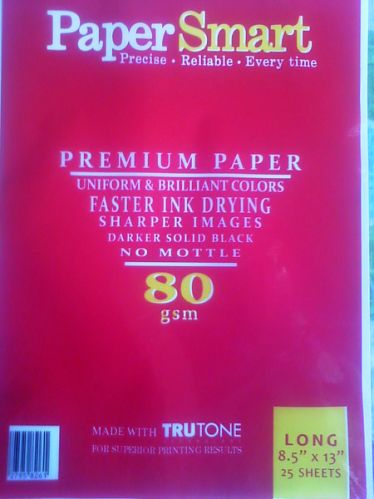 PaperSmart
Precise • Reliable • Every time
PREMIUM PAPER
UNIFORM & BRILLIANT COLORS
FASTER INK DRYING
SHARPER IMAGES
DARKER SOLID BLACK
NO MOTTLE
80
gsm
MADE WITH TRUTONE
FOR SUPERIOR PRINTING RESULTS
LONG
8.5" x 13"
25 SHEETS